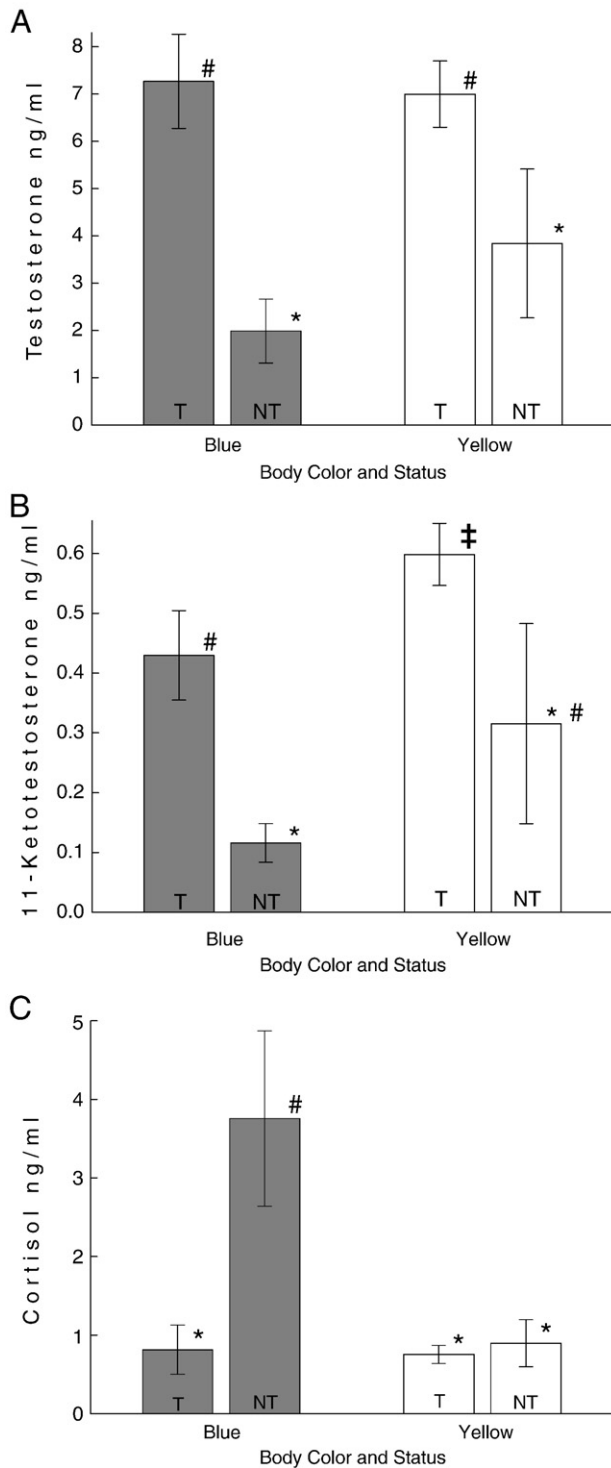 A
Testosterone ng/ml
8
7
6
5
4
3
2
1
0
#
*
#
*
T
NT
T
NT
Blue
Yellow
Body Color and Status
B
11-Ketotestosterone ng/ml
0.6
0.5
0.4
0.3
0.2
0.1
0.0
#
*
‡
* #
T
NT
T
NT
Blue
Yellow
Body Color and Status
C
Cortisol ng/ml
5
4
3
2
1
0
*
#
*
*
T
NT
T
NT
Blue
Yellow
Body Color and Status